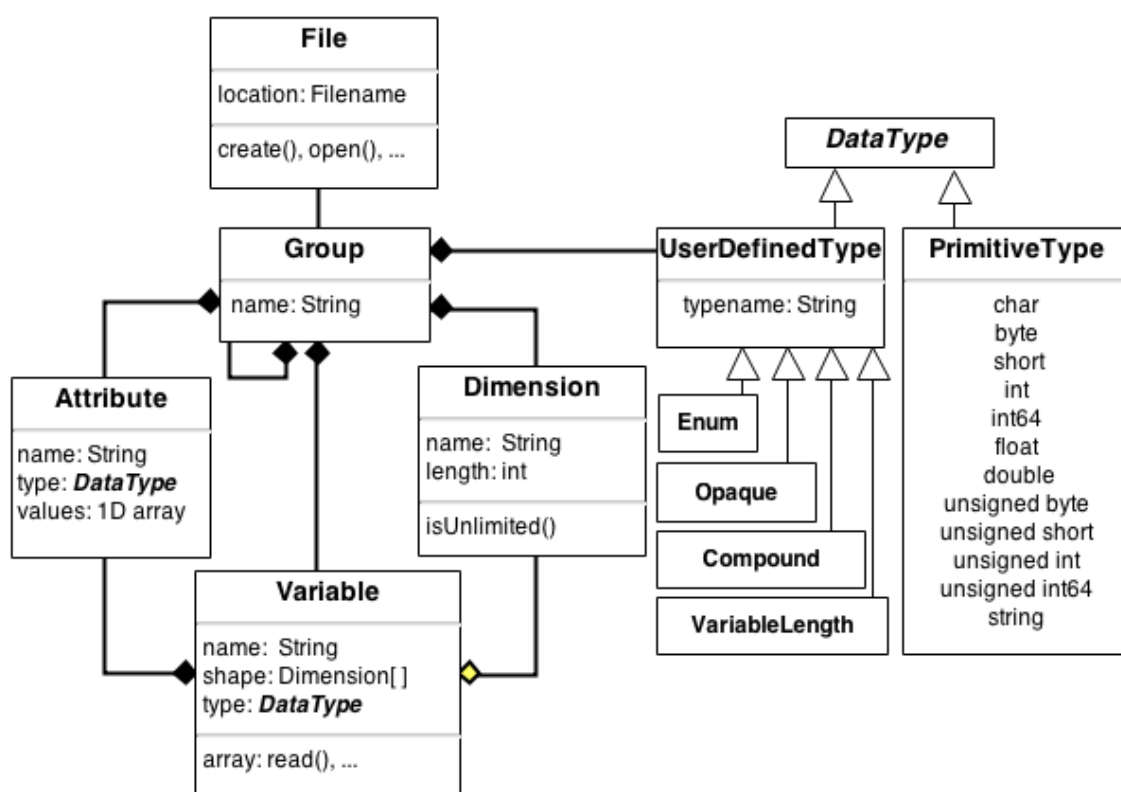 File
location: Filename
create(), open(), ...
DataType
Group
name: String
UserDefinedType
typename: String
PrimitiveType
char
byte
short
int
int64
float
double
unsigned byte
unsigned short
unsigned int
unsigned int64
string
Attribute
name: String
type: DataType
values: 1D array
Dimension
name: String
length: int
isUnlimited()
Enum
Opaque
Compound
VariableLength
Variable
name: String
shape: Dimension[ ]
type: DataType
array: read(), ...